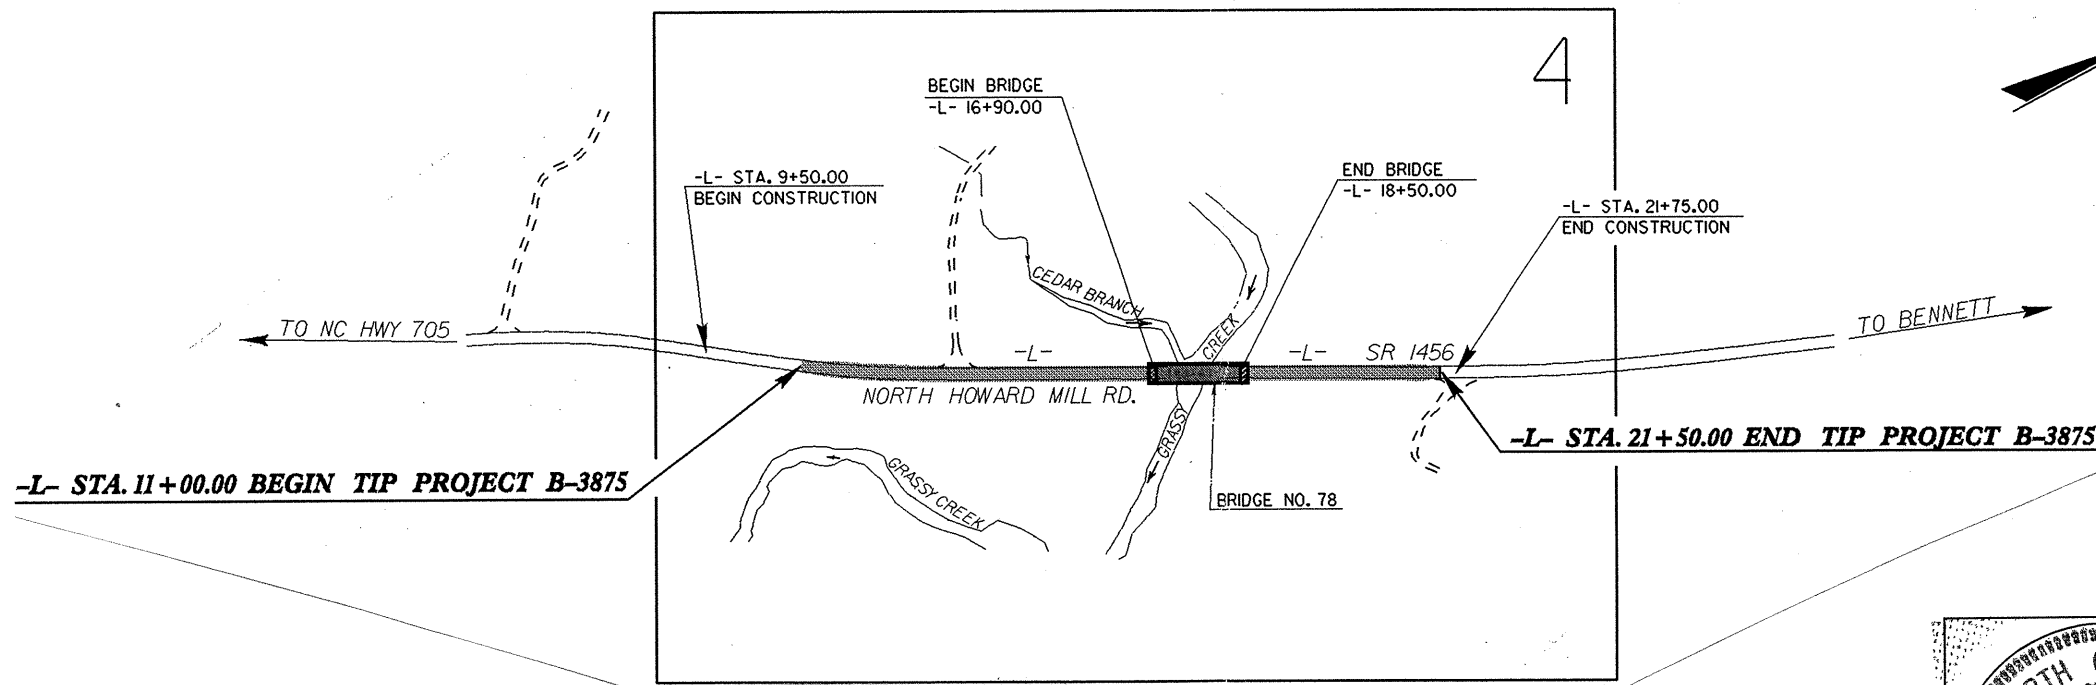 4
BEGIN BRIDGE
-L- 16+90.00
-L- STA. 9+50.00
BEGIN CONSTRUCTION
END BRIDGE
-L- 18+50.00
-L- STA. 21+75.00
END CONSTRUCTION
CEDAR BRANCH
CREEK
TO NC HWY 705
TO BENNETT
-L-
-L-
SR 1456
NORTH HOWARD MILL RD.
GRASSY
-L- STA. 21+50.00 END TIP PROJECT B-3875
-L- STA. 11+00.00 BEGIN TIP PROJECT B-3875
GRASSY CREEK
BRIDGE NO. 78